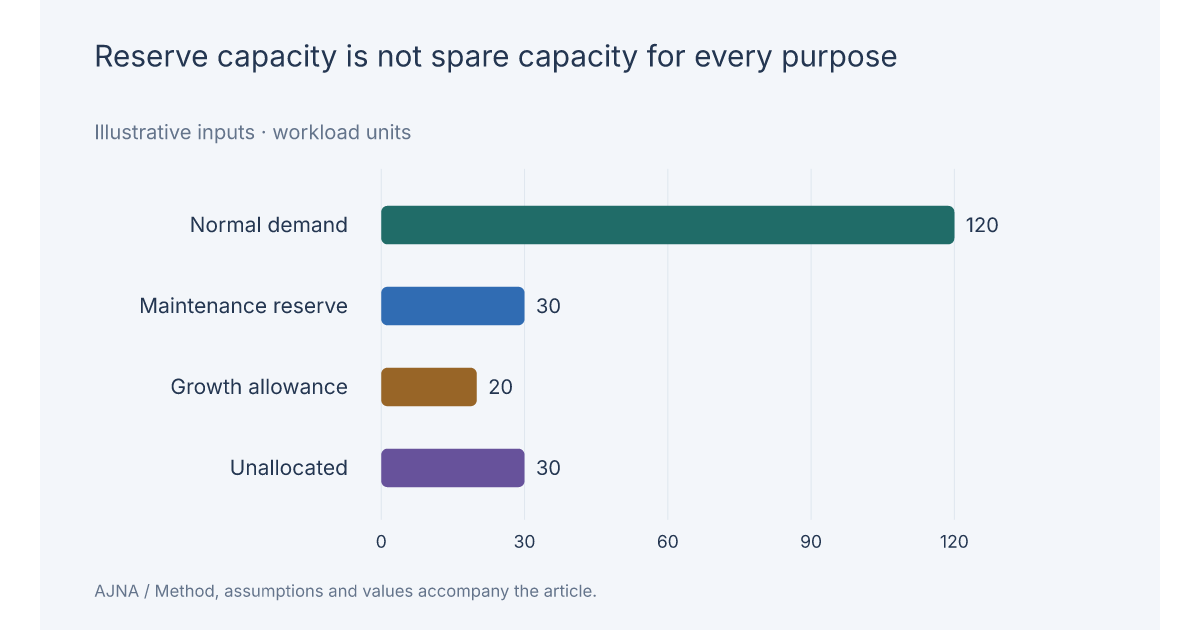 Reserve capacity is not spare capacity for every purpose
Illustrative inputs · workload units
Normal demand 120
Maintenance reserve 30
Growth allowance 20
Unallocated 30
0 30 60 90 120
AJNA / Method, assumptions and values accompany the article.